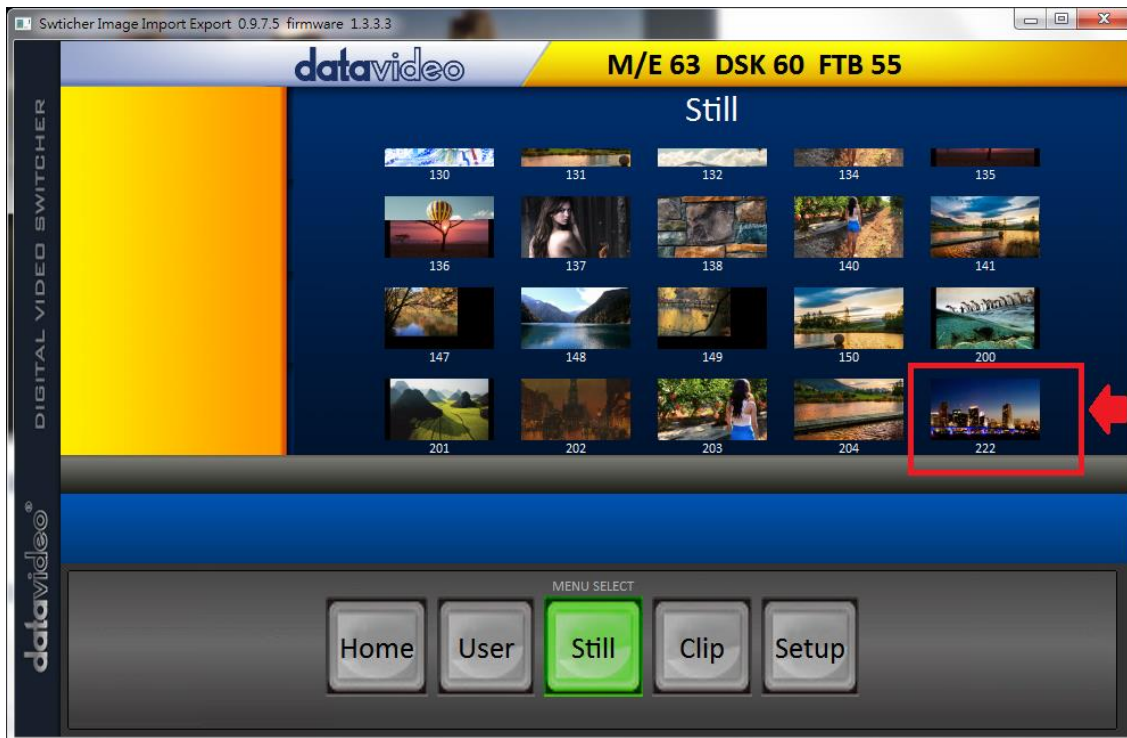 Swticher Image Import Export 0.9.7.5 firmware 1.3.3.3
datavideo
M/E 63 DSK 60 FTB 55
DIGITAL VIDEO SWITCHER
datavideo®
Still
130 131 132 134 135
136 137 138 140 141
147 148 149 150 200
201 202 203 204 222
MENU SELECT
Home User Still Clip Setup